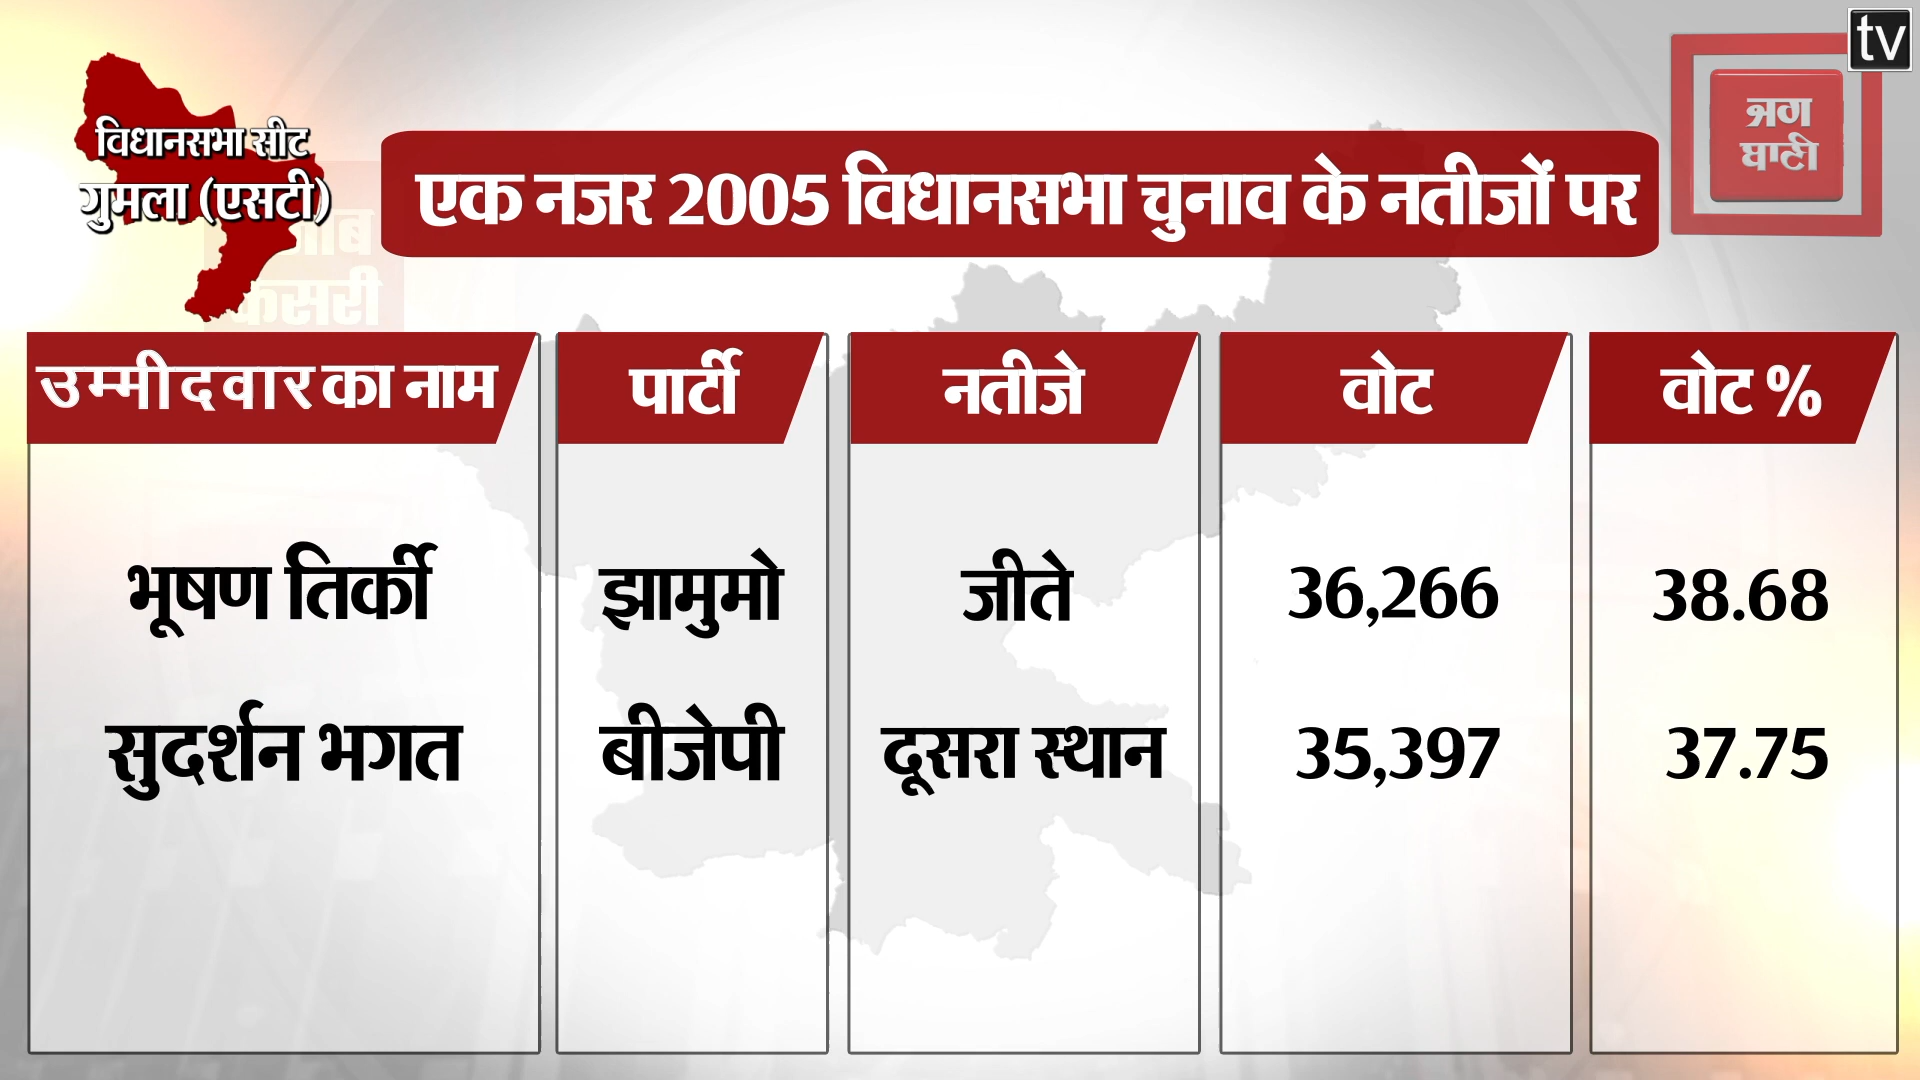 tv
विधानसभा सीट
गुमला (एसटी)
एक नजर 2005 विधानसभा चुनाव के नतीजों पर
केसरी
उम्मीदवार का नाम पार्टी नतीजे वोट वोट %
भूषण तिर्की झामुमो जीते 36,266 38.68
सुदर्शन भगत बीजेपी दूसरा स्थान 35,397 37.75